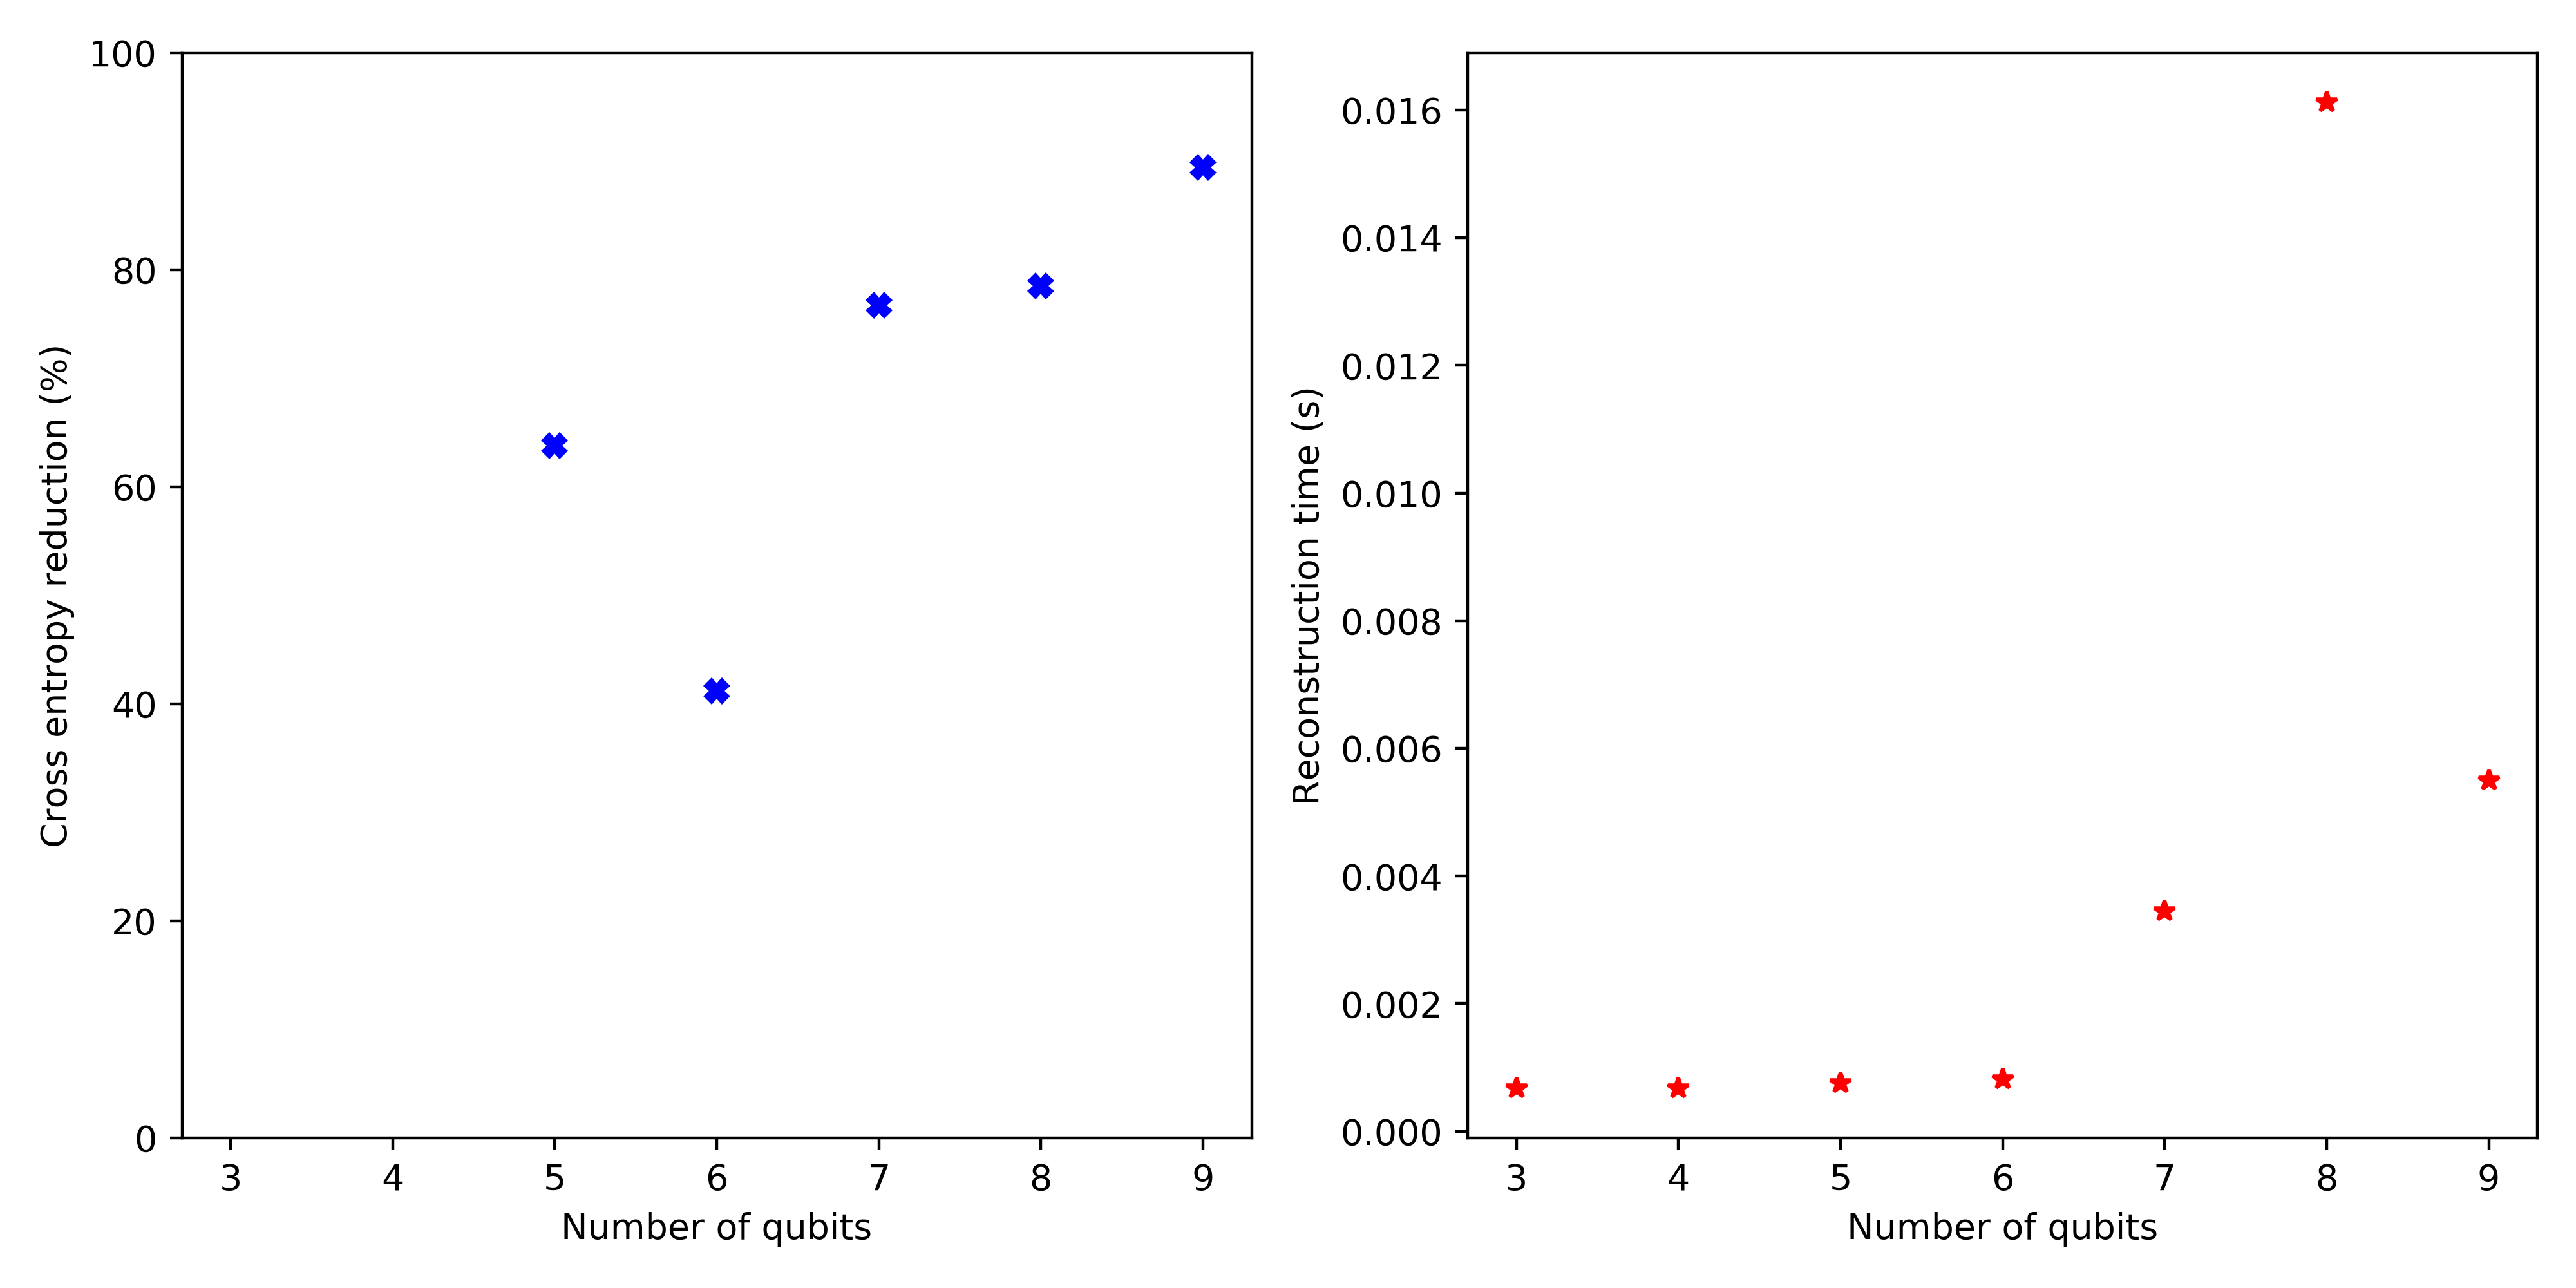 100
80
60
40
20
0
Cross entropy reduction (%)
3 4 5 6 7 8 9
Number of qubits
0.016
0.014
0.012
0.010
0.008
0.006
0.004
0.002
0.000
Reconstruction time (s)
3 4 5 6 7 8 9
Number of qubits